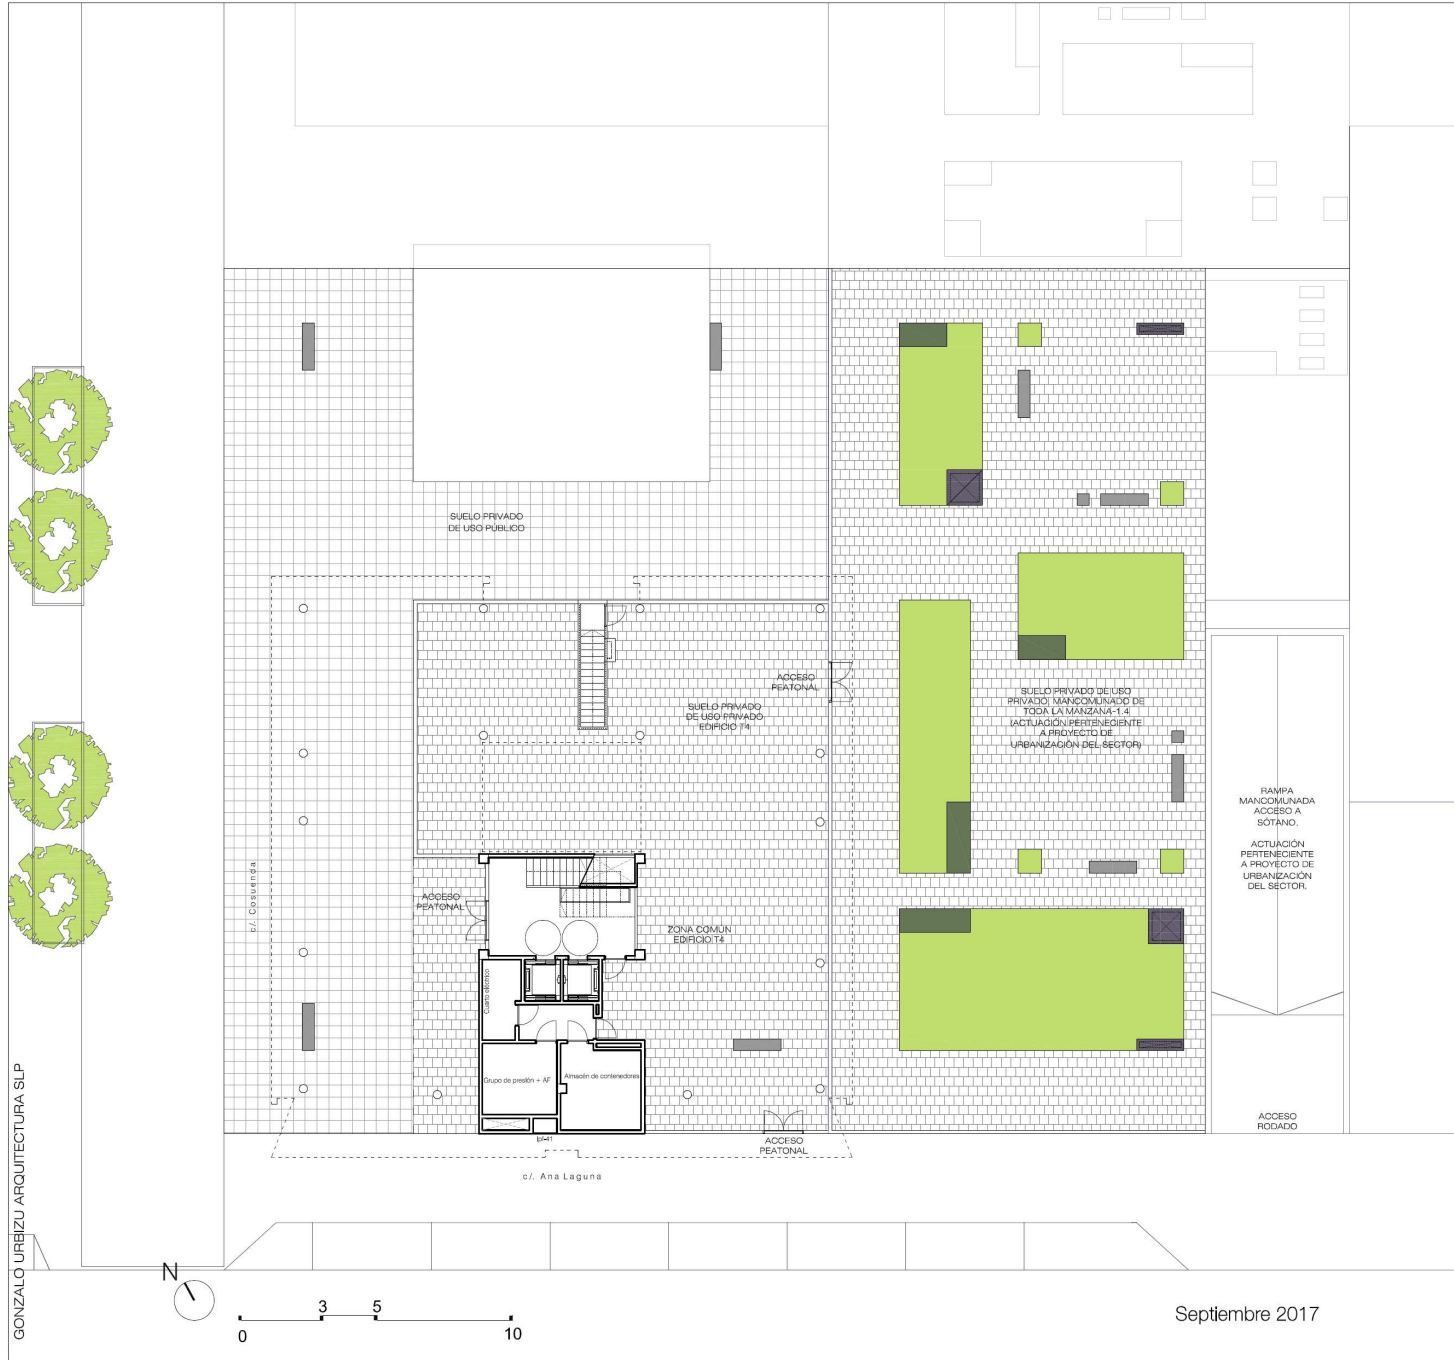 SUELO PRIVADO
DE USO PÚBLICO
ACCESO
PEATONAL
SUELO PRIVADO
DE USO PRIVADO
EDIFICIO T4
SUELO PRIVADO DE USO
PRIVADO, MANCOMUNADO DE
TODA LA MANZANA-1.4
(ACTUACIÓN PERTENECIENTE
A PROYECTO DE
URBANIZACIÓN DEL SECTOR)
RAMPA
MANCOMUNADA
ACCESO A
SÓTANO.
ACTUACIÓN
PERTENECIENTE
A PROYECTO DE
URBANIZACIÓN
DEL SECTOR.
c/. Cosuenda
ACCESO
PEATONAL
ZONA COMÚN
EDIFICIO T4
Cuarto eléctrico
Grupo de presión + AF
Almacén de contenedores
ACCESO
PEATONAL
ACCESO
RODADO
c/. Ana Laguna
GONZALO URBIZU ARQUITECTURA SLP
N
0
3
5
10
Septiembre 2017